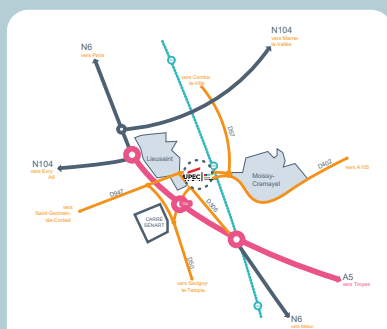 N6
vers Paris
N104
vers Marne-
la-Vallée
vers Combs-
la-Ville
D57
Lieusaint
UPEC
Moissy-
Cramayel
D402
vers A105
N104
vers Evry
A6
D947
D306
vers
Saint-Germain-
lès-Corbeil
CARRÉ
SÉNART
D50
vers Savigny-
le-Temple
A5
vers Troyes
N6
vers Melun